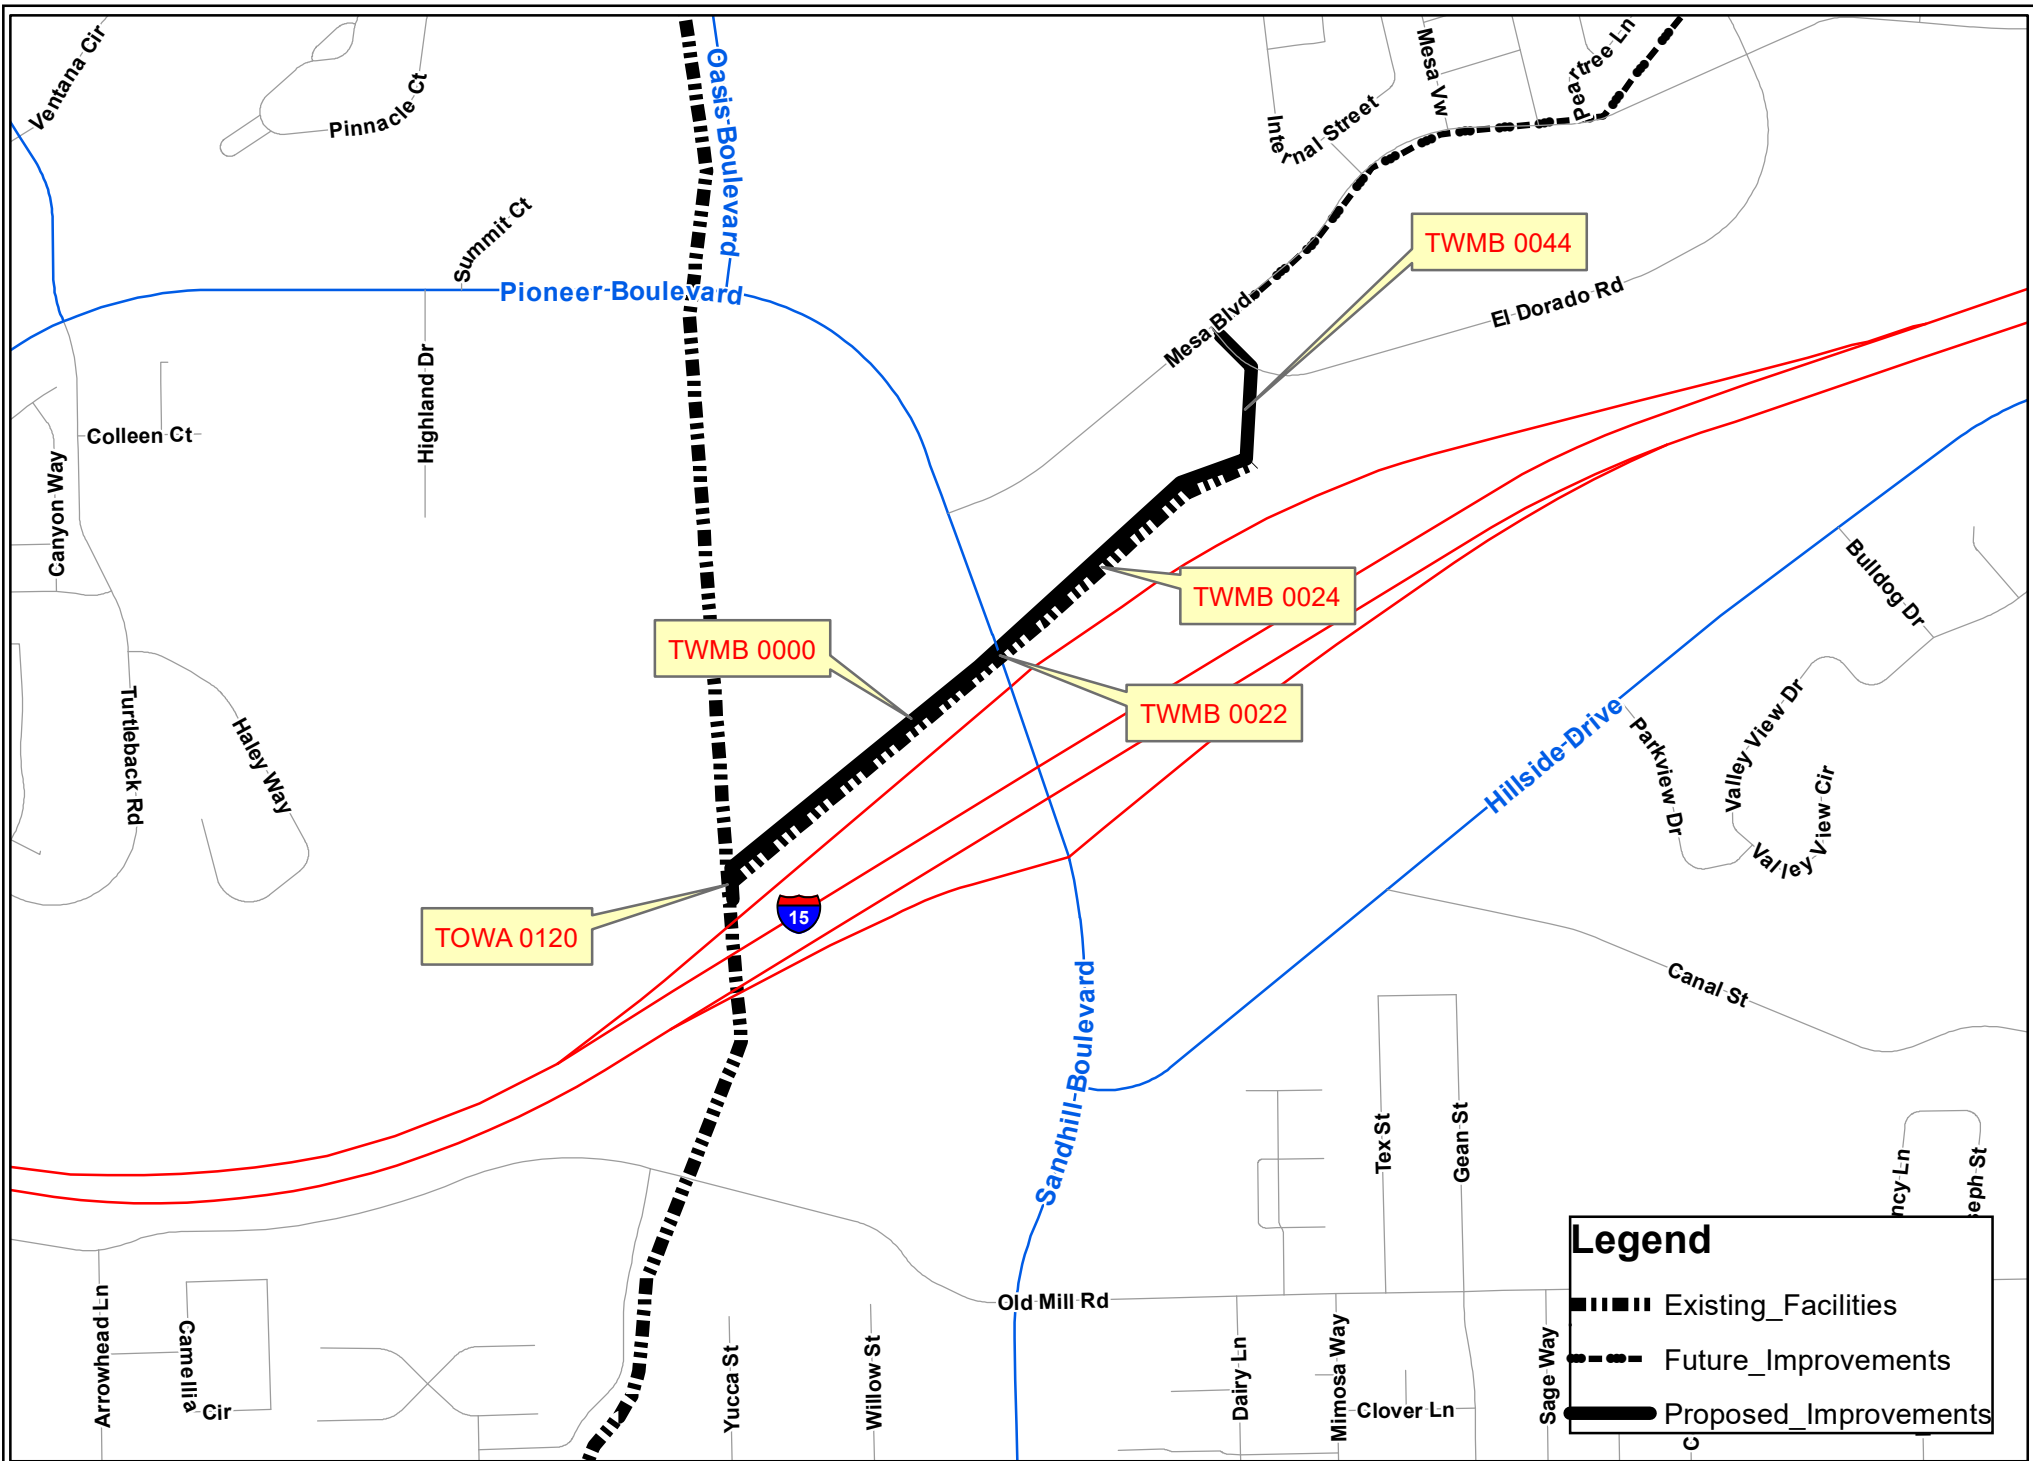 Ventana Cir
Pinnacle Ct
Oasis Boulevard
Mesa Vw
Peartree Ln
Internal Street
Summit Ct
TWMB 0044
Pioneer Boulevard
El Dorado Rd
Mesa Blvd
Highland Dr
Colleen Ct
Canyon Way
Bulldog Dr
TWMB 0024
TWMB 0000
TWMB 0022
Turtleback Rd
Haley Way
Hillside Drive
Parkview Dr
Valley View Dr
Valley View Cir
15
TOWA 0120
Canal St
Sandhill Boulevard
Tex St
Gean St
ncy Ln
seph St
Legend
Existing_Facilities
Future_Improvements
Proposed_Improvements
Old Mill Rd
Arrowhead Ln
Camellia Cir
Yucca St
Willow St
Dairy Ln
Mimosa Way
Clover Ln
Sage Way
C